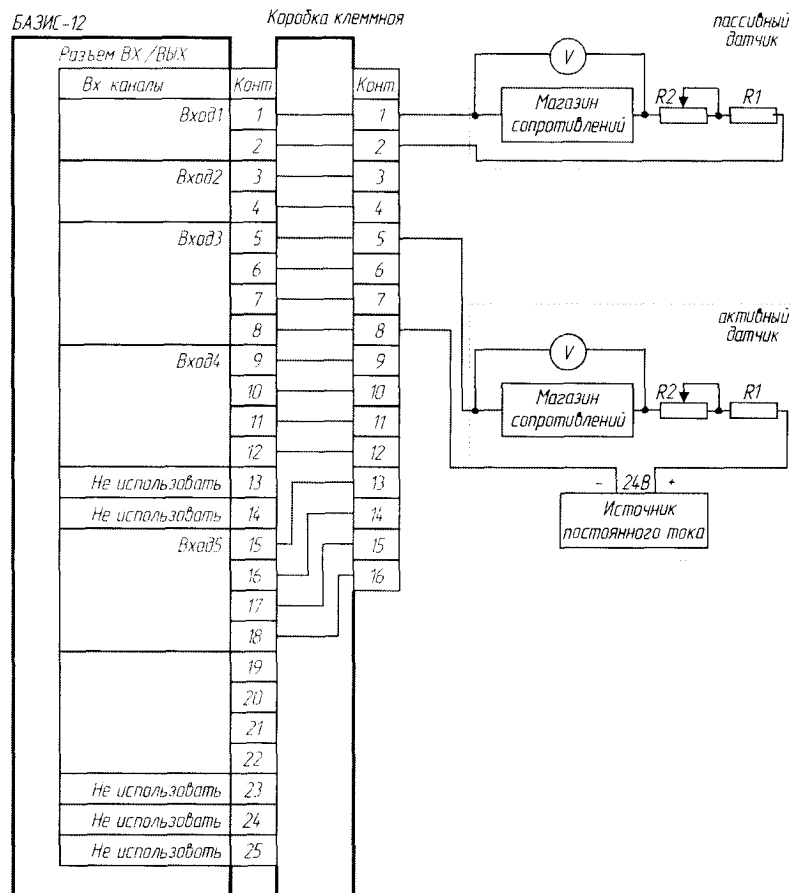 БАЗИС-12
Коробка клеммная
Разъем ВХ/ВЫХ
Вх каналы
Конт
Конт
Вход1
1
1
2
2
Вход2
3
3
4
4
Вход3
5
5
6
6
7
7
8
8
Вход4
9
9
10
10
11
11
12
12
Не использовать
13
13
Не использовать
14
14
Вход5
15
15
16
16
17
18
19
20
21
22
Не использовать
23
Не использовать
24
Не использовать
25
пассивный
датчик
V
Магазин
сопротивлений
R2
R1
активный
датчик
V
Магазин
сопротивлений
R2
R1
- 24В +
Источник
постоянного тока